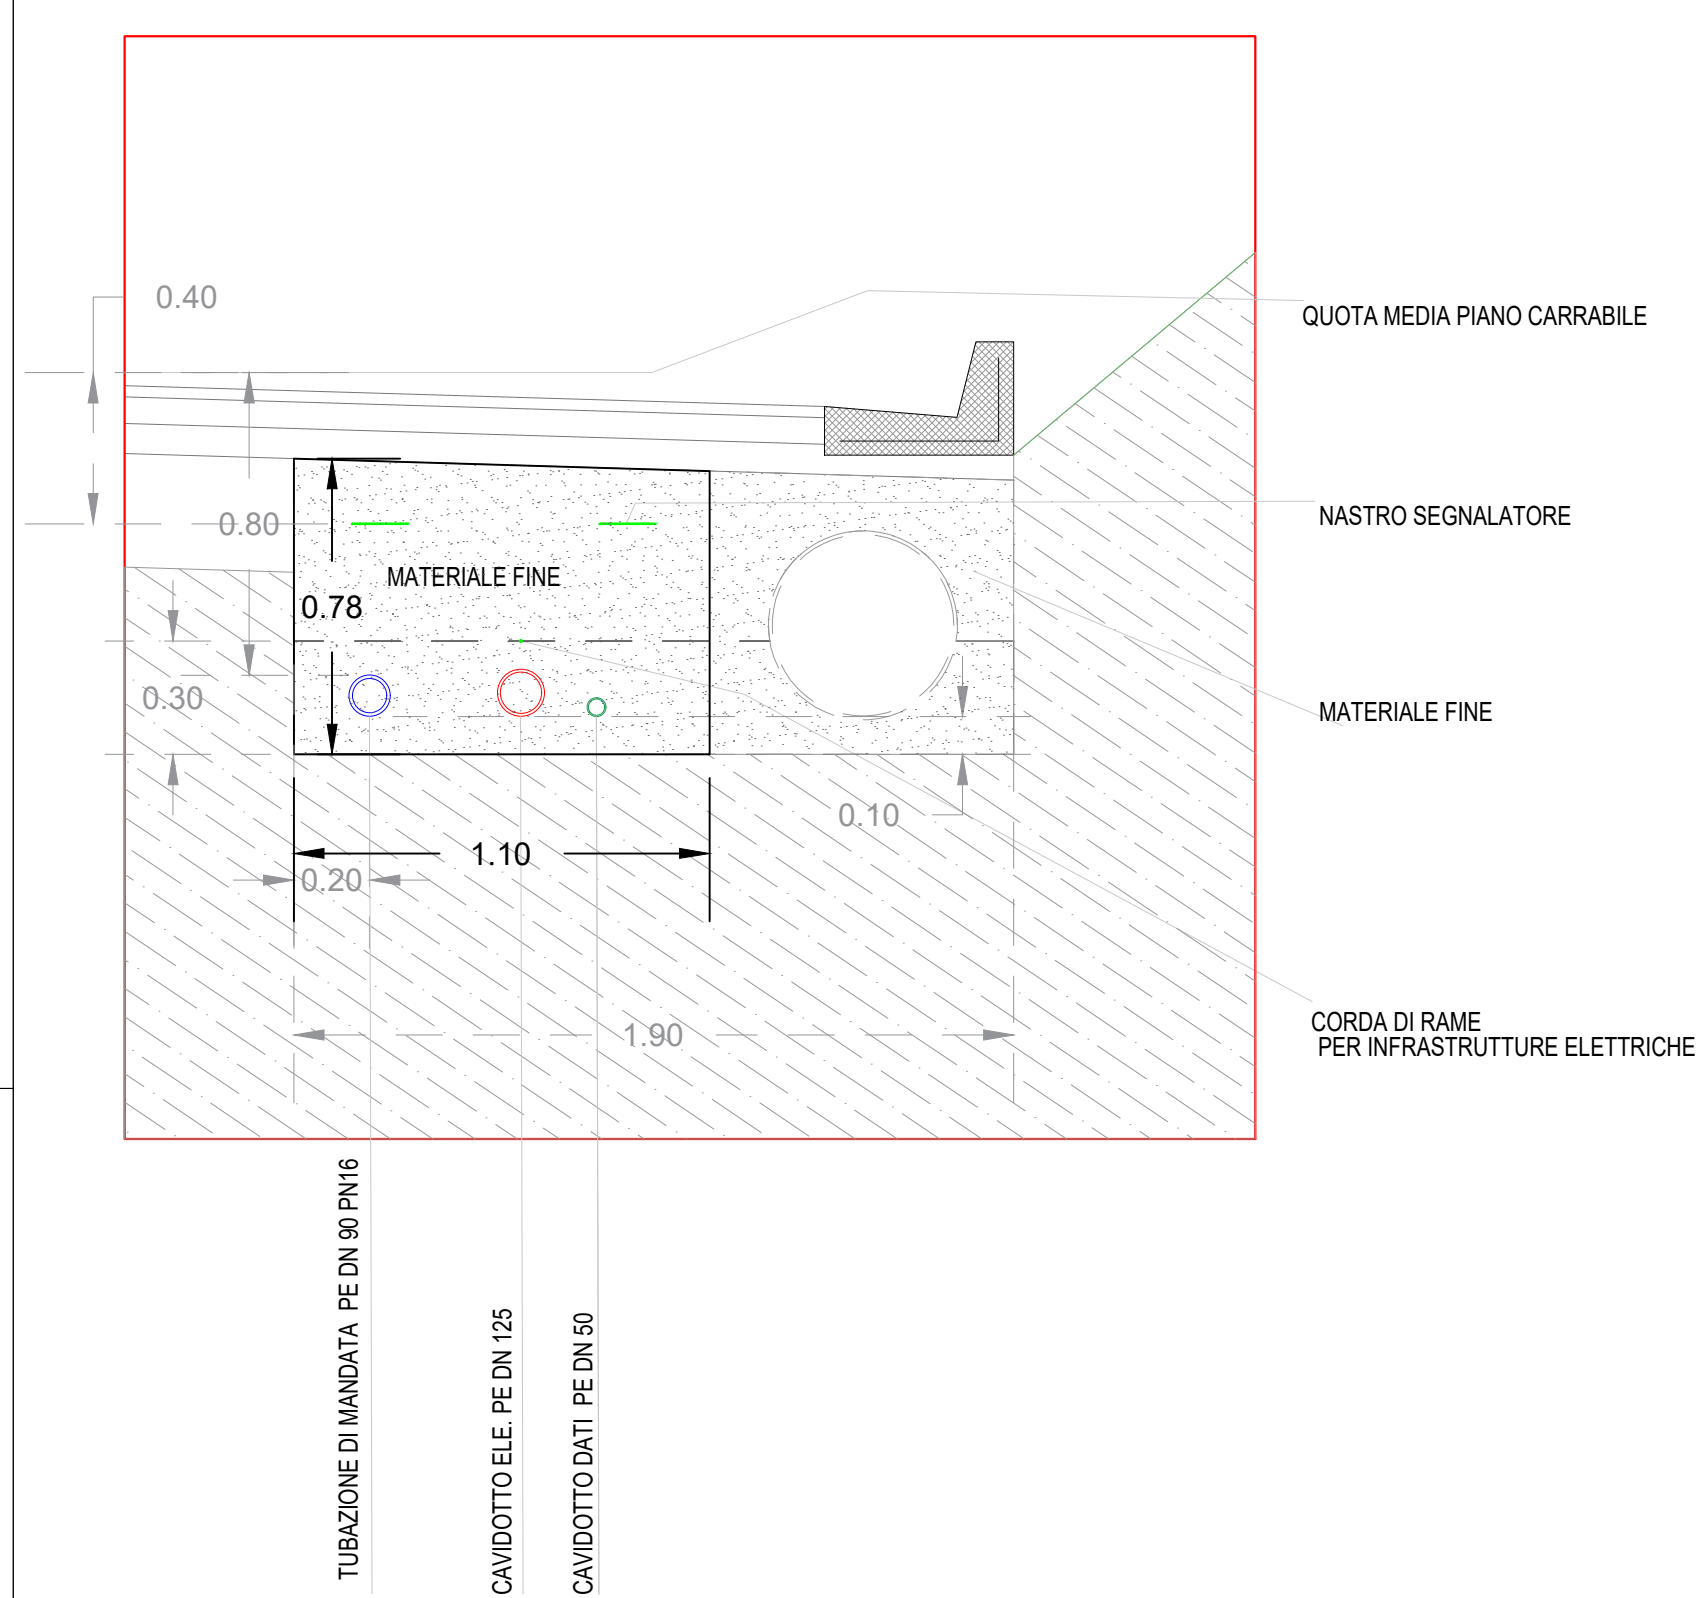 0.40
QUOTA MEDIA PIANO CARRABILE
0.80
NASTRO SEGNALATORE
MATERIALE FINE
0.78
0.30
MATERIALE FINE
0.10
1.10
0.20
CORDA DI RAME
PER INFRASTRUTTURE ELETTRICHE
1.90
TUBAZIONE DI MANDATA PE DN 90 PN16
CAVIDOTTO ELE. PE DN 125
CAVIDOTTO DATI PE DN 50